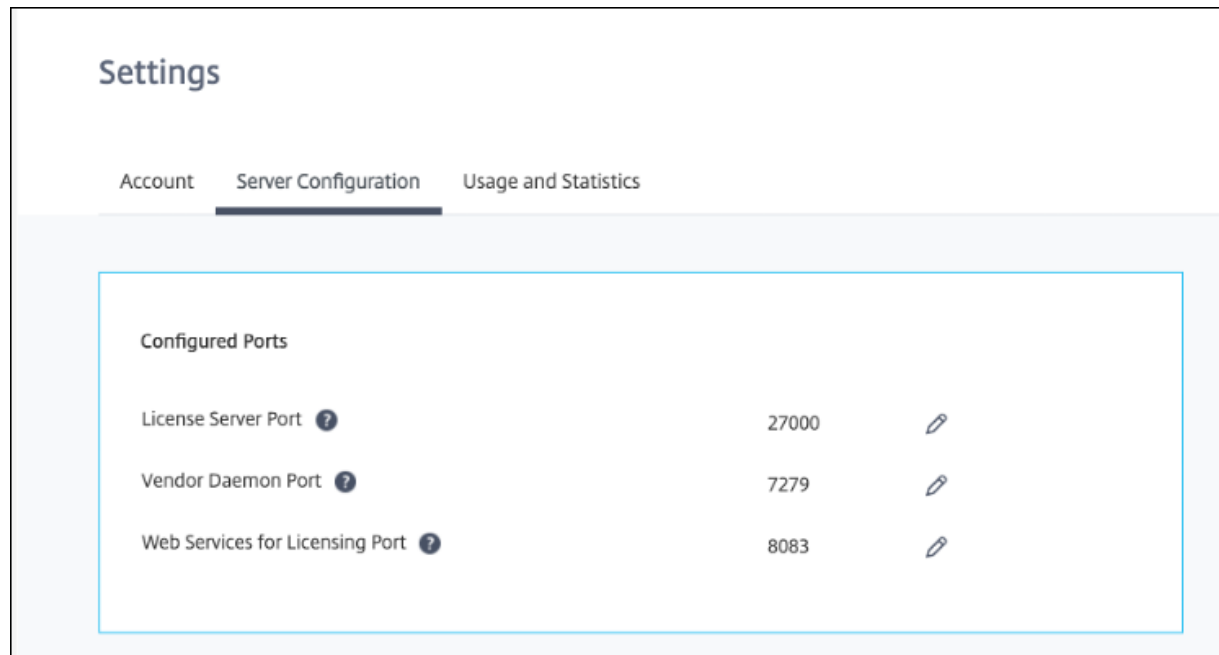 Settings
Account Server Configuration Usage and Statistics
Configured Ports
License Server Port ? 27000
Vendor Daemon Port ? 7279
Web Services for Licensing Port ? 8083